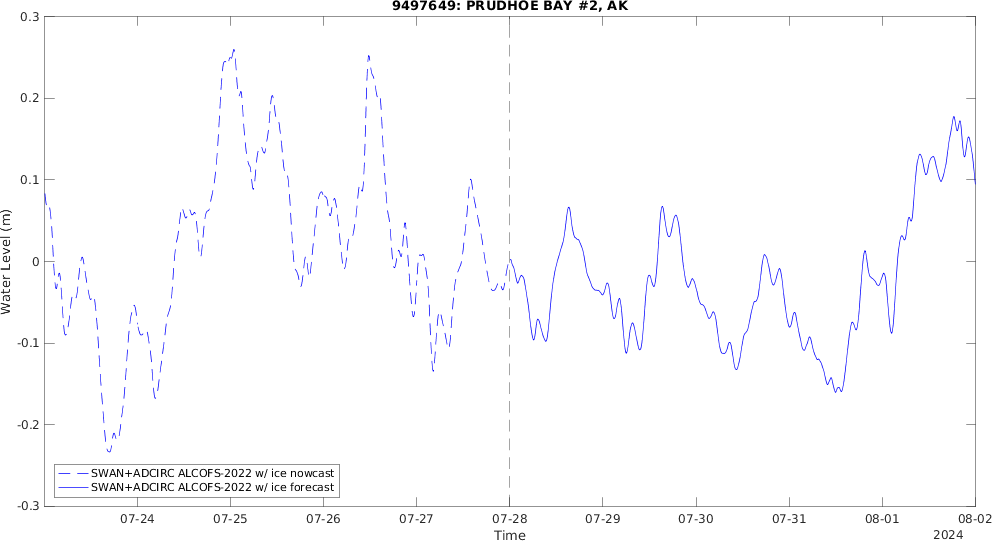 9497649: PRUDHOE BAY #2, AK
0.3
0.2
0.1
0
-0.1
-0.2
-0.3
Water Level (m)
SWAN+ADCIRC ALCOFS-2022 w/ ice nowcast
SWAN+ADCIRC ALCOFS-2022 w/ ice forecast
07-24 07-25 07-26 07-27 07-28 07-29 07-30 07-31 08-01 08-02
Time
2024